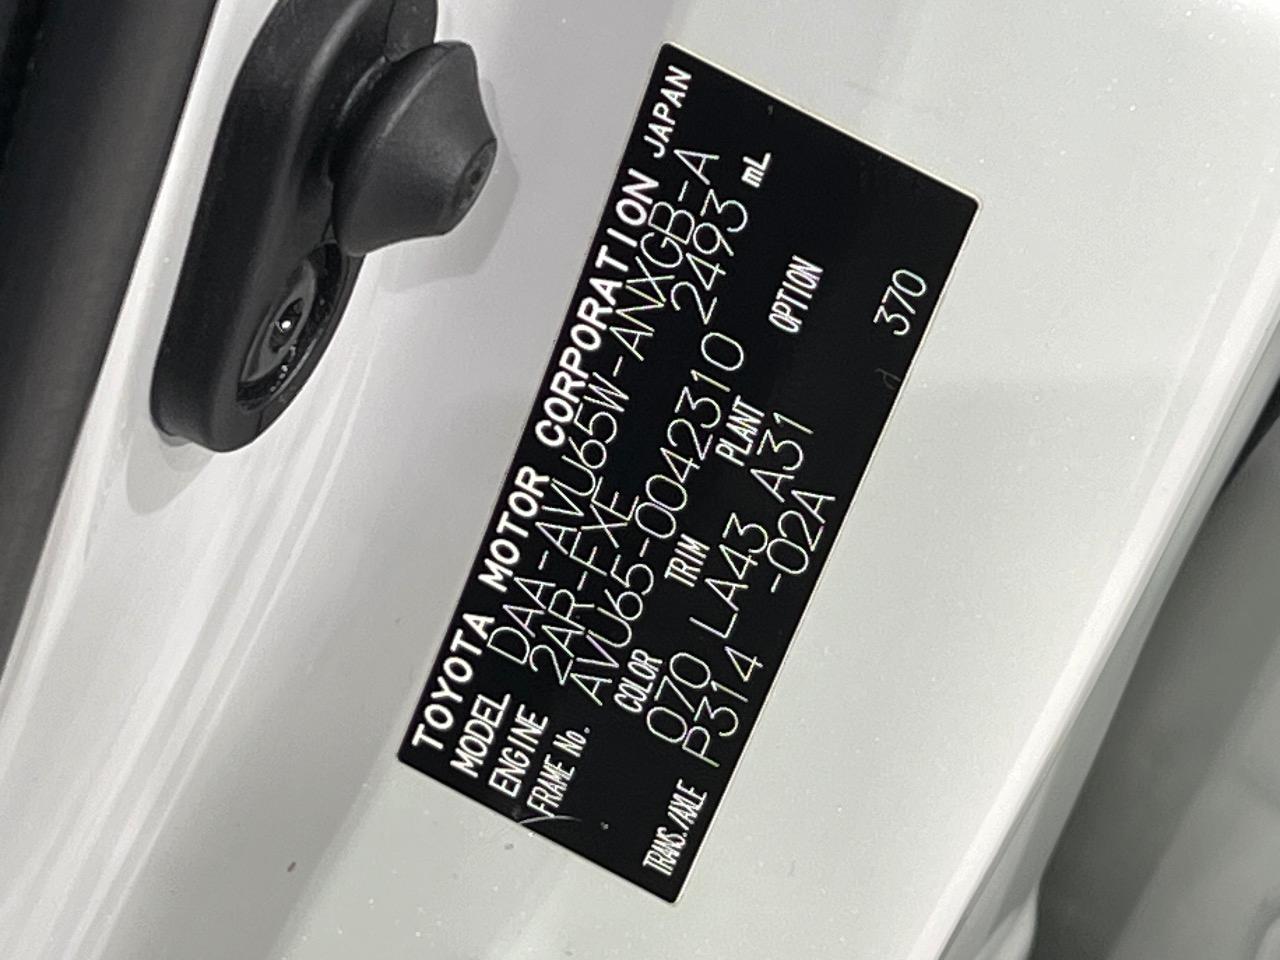 TOYOTA MOTOR CORPORATION JAPAN
MODEL DAA-AVU65W-ANXGB-A
ENGINE 2AR-FXE 2493 mL
FRAME No. AVU65-0042310
COLOR TRIM PLANT OPTION
070 LA43 A31
TRANS./AXLE P314 -02A 370